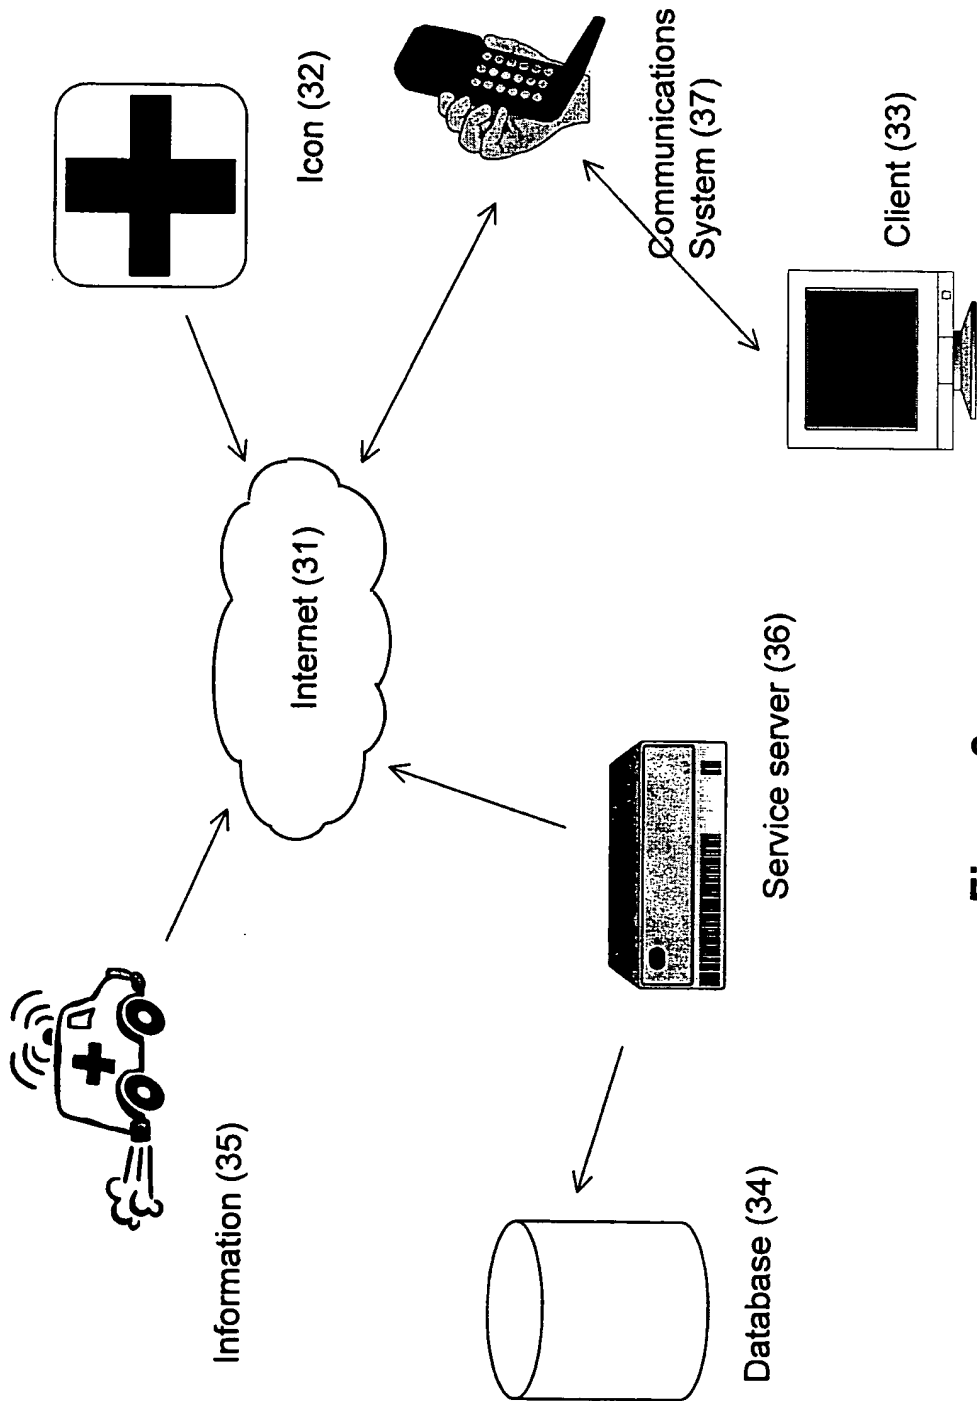 Information (35)
Icon (32)
Internet (31)
Communications
System (37)
Database (34)
Service server (36)
Client (33)